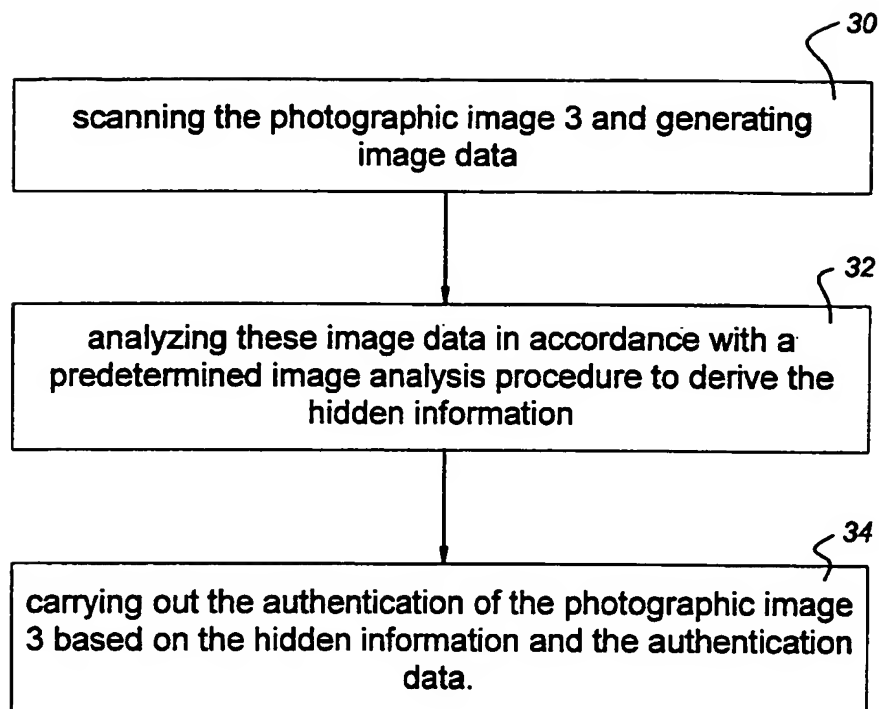 30
scanning the photographic image 3 and generating
image data
32
analyzing these image data in accordance with a
predetermined image analysis procedure to derive the
hidden information
34
carrying out the authentication of the photographic image
3 based on the hidden information and the authentication
data.